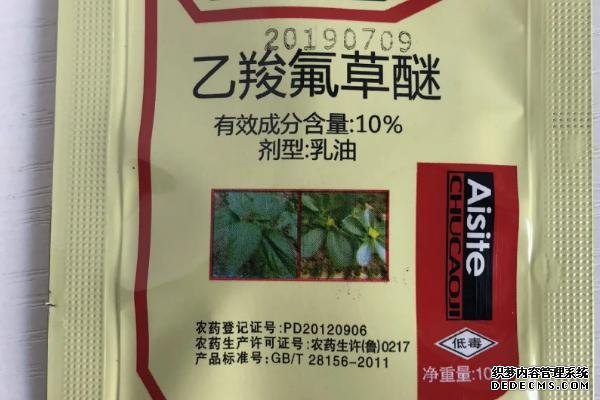 20190709
乙羧氟草醚
有效成分含量:10%
剂型:乳油
Aisite
CHUCAOJI
低毒
农药登记证号:PD20120906
农药生产许可证号:农药生许(鲁)0217
产品标准号:GB/T 28156-2011
净重量:10
织梦内容管理系统
DEDECMS.COM